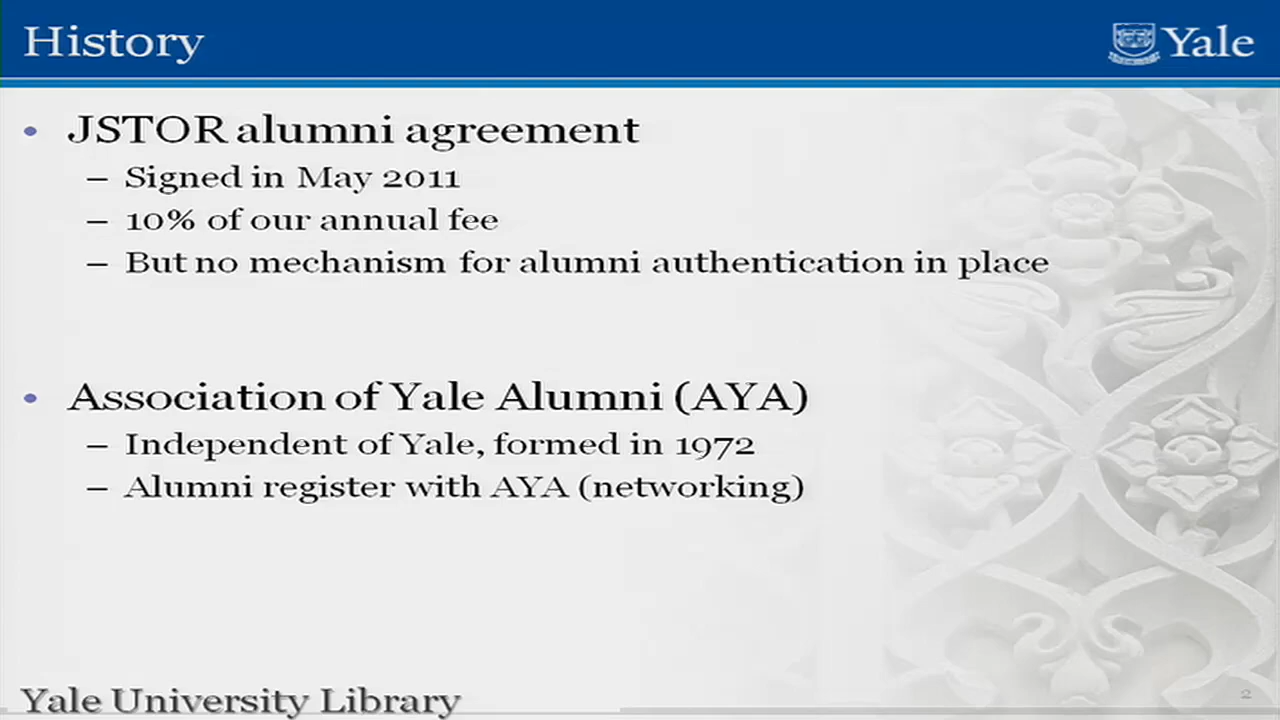 History
Yale
• JSTOR alumni agreement
– Signed in May 2011
– 10% of our annual fee
– But no mechanism for alumni authentication in place
• Association of Yale Alumni (AYA)
– Independent of Yale, formed in 1972
– Alumni register with AYA (networking)
Yale University Library
2